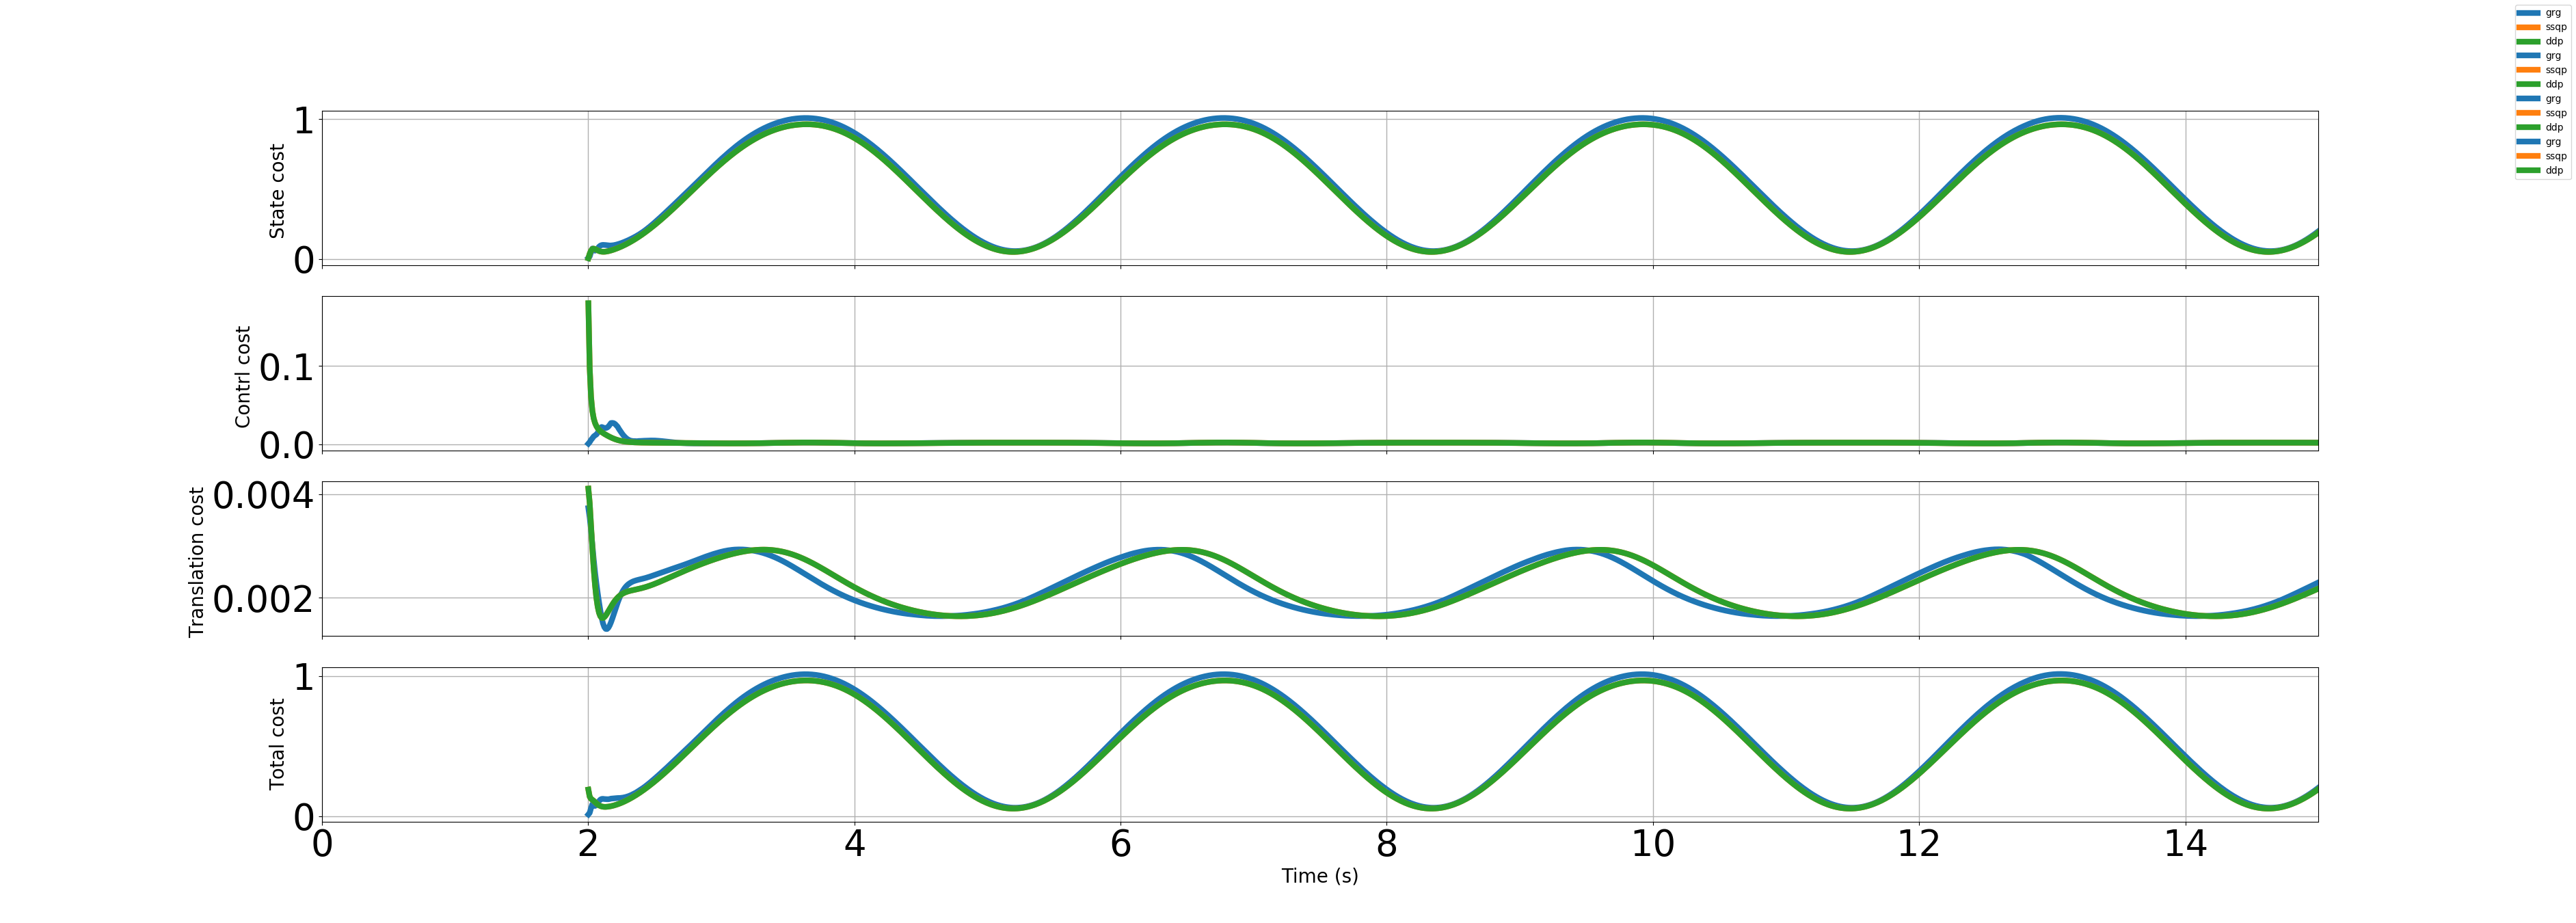 grg
ssqp
ddp
grg
ssqp
ddp
grg
ssqp
ddp
grg
ssqp
ddp
State cost
1
0
Contrl cost
0.1
0.0
Translation cost
0.004
0.002
Total cost
1
0
0 2 4 6 8 10 12 14
Time (s)